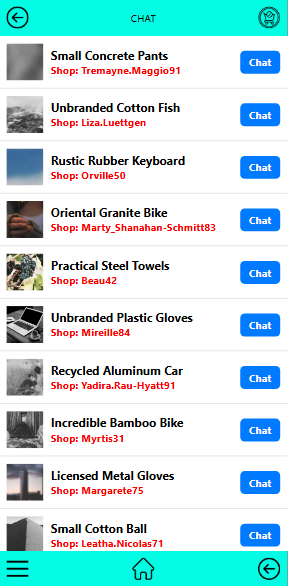 CHAT
Small Concrete Pants
Shop: Tremayne.Maggio91
Chat
Unbranded Cotton Fish
Shop: Liza.Luettgen
Chat
Rustic Rubber Keyboard
Shop: Orville50
Chat
Oriental Granite Bike
Shop: Marty_Shanahan-Schmitt83
Chat
Practical Steel Towels
Shop: Beau42
Chat
Unbranded Plastic Gloves
Shop: Mireille84
Chat
Recycled Aluminum Car
Shop: Yadira.Rau-Hyatt91
Chat
Incredible Bamboo Bike
Shop: Myrtis31
Chat
Licensed Metal Gloves
Shop: Margarete75
Chat
Small Cotton Ball
Shop: Leatha.Nicolas71
Chat